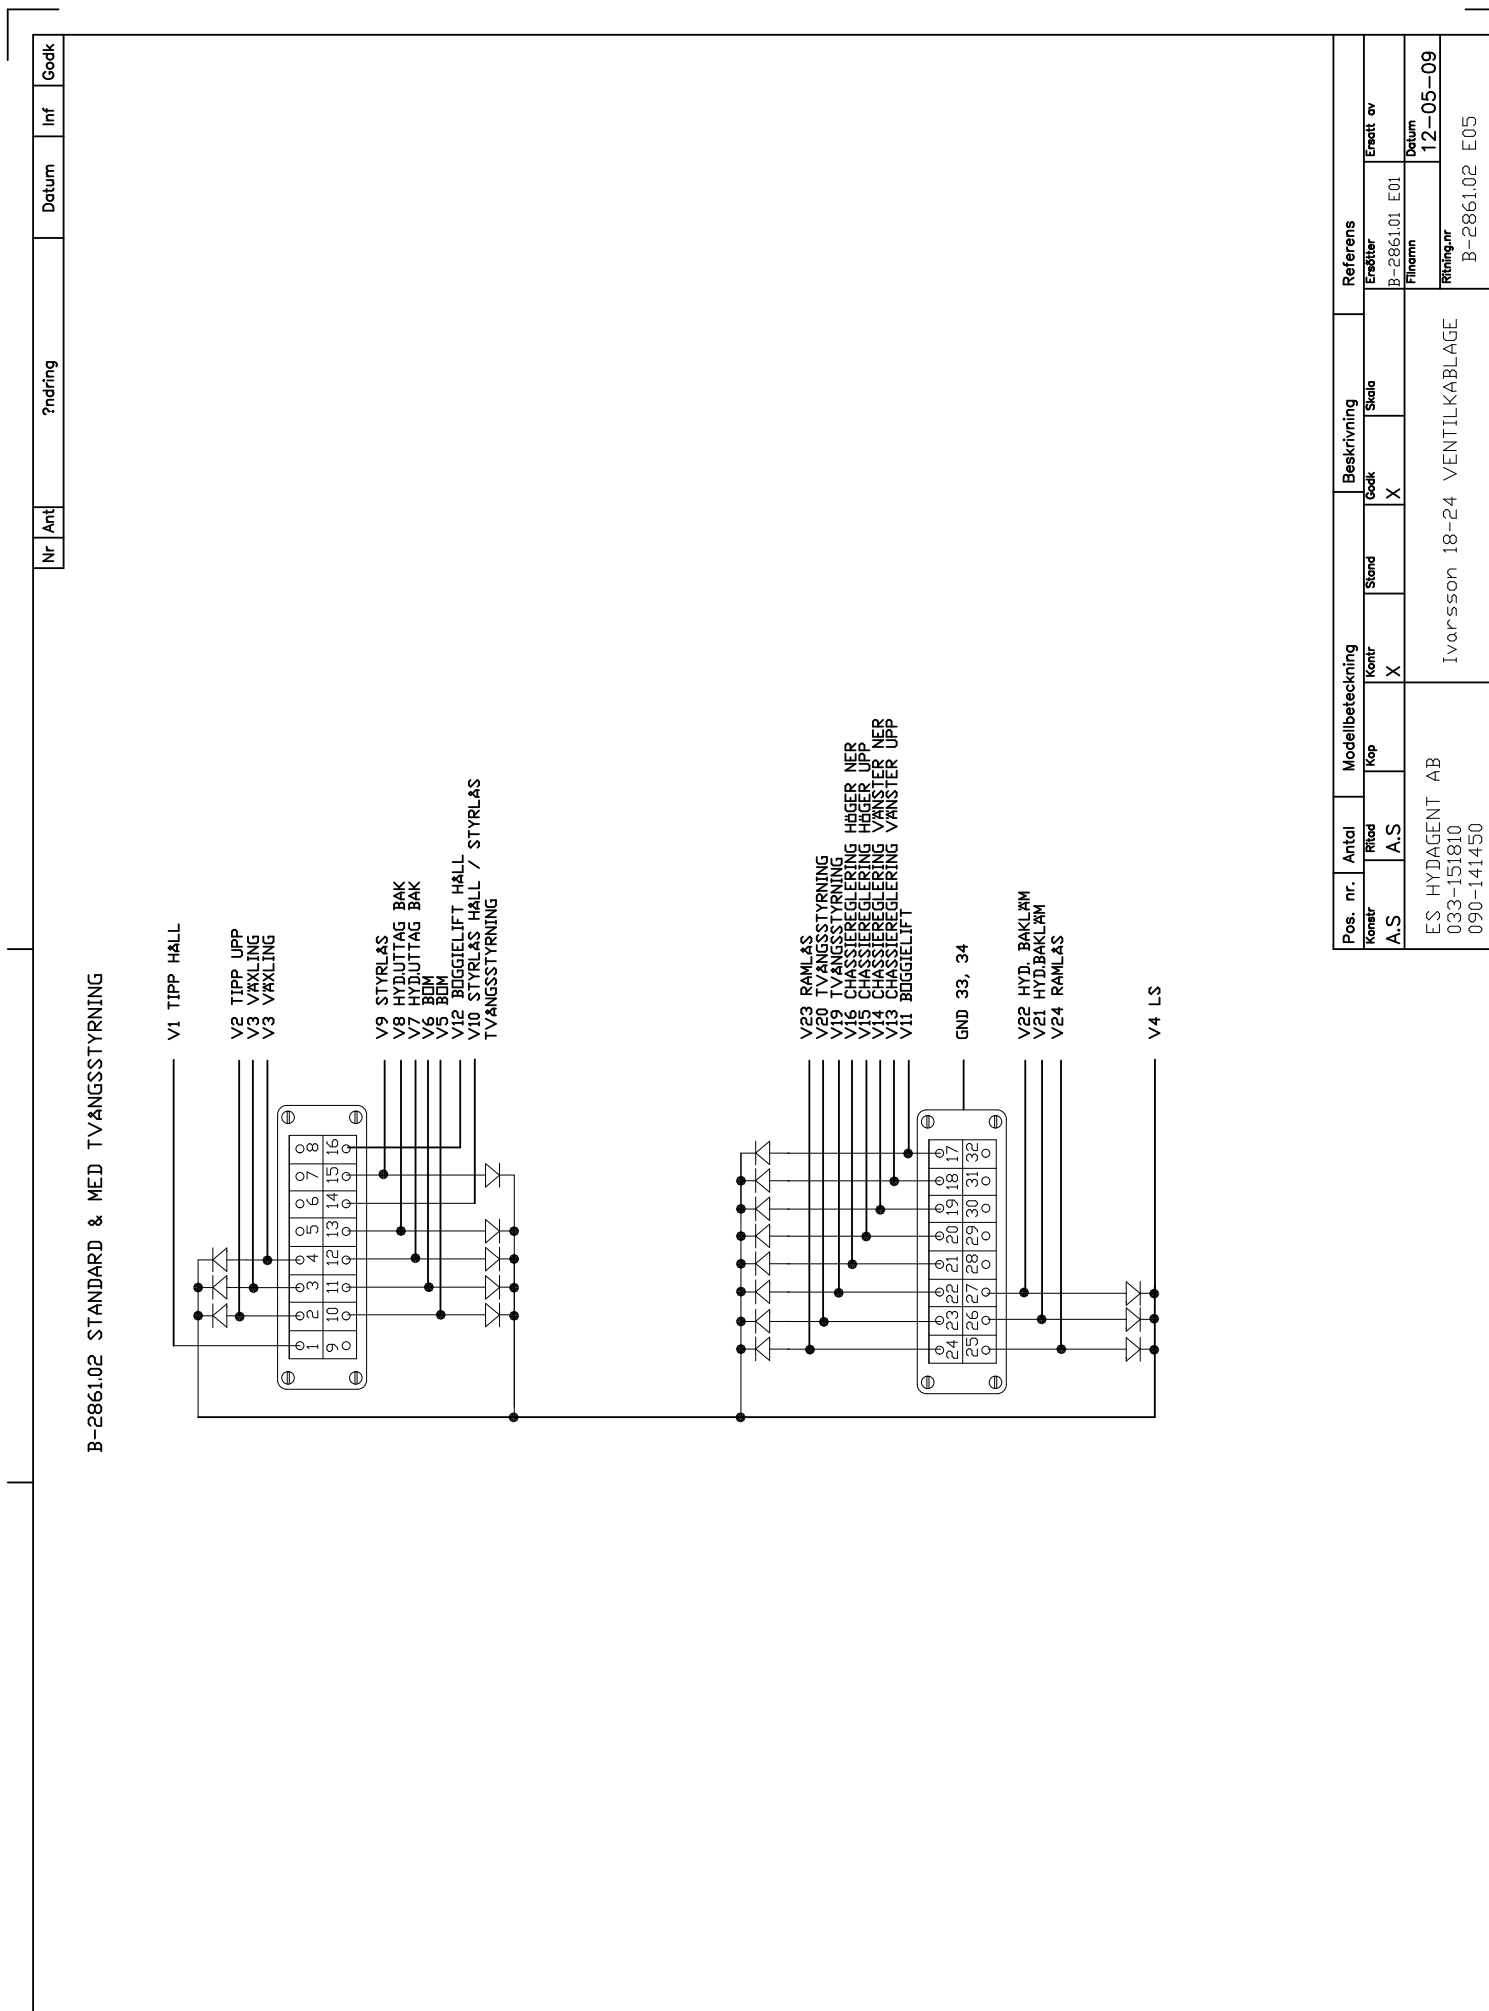 Nr Ant ?ndring Datum Inf Godk
B-2861.02 STANDARD & MED TVÅNGSSTYRNING
V1 TIPP HÅLL
V2 TIPP UPP
V3 VÄXLING
V3 VÄXLING
1 2 3 4 5 6 7 8
9 10 11 12 13 14 15 16
V9 STYRLÅS
V8 HYD.UTTAG BAK
V7 HYD.UTTAG BAK
V6 BOM
V5 BOM
V12 BOGGIELIFT HÅLL
V10 STYRLÅS HÅLL / STYRLÅS
TVÅNGSSTYRNING
V23 RAMLÅS
V20 TVÅNGSSTYRNING
V19 TVÅNGSSTYRNING
V16 CHASSIEREGLERING HÖGER NER
V15 CHASSIEREGLERING HÖGER UPP
V14 CHASSIEREGLERING VÄNSTER NER
V13 CHASSIEREGLERING VÄNSTER UPP
V11 BOGGIELIFT
24 23 22 21 20 19 18 17
25 26 27 28 29 30 31 32
GND 33, 34
V22 HYD. BAKLÄM
V21 HYD.BAKLÄM
V24 RAMLÅS
V4 LS
Pos. nr. Antal Modellbeteckning Beskrivning Referens
Konstr Ritad Kop Kontr Stand Godk Skala Ersötter Ersatt av
A.S A.S X X B-2861.01 E01
Filnamn Datum
12-05-09
ES HYDAGENT AB
033-151810
090-141450
Ivarsson 18-24 VENTILKABLAGE
Ritning.nr
B-2861.02 E05